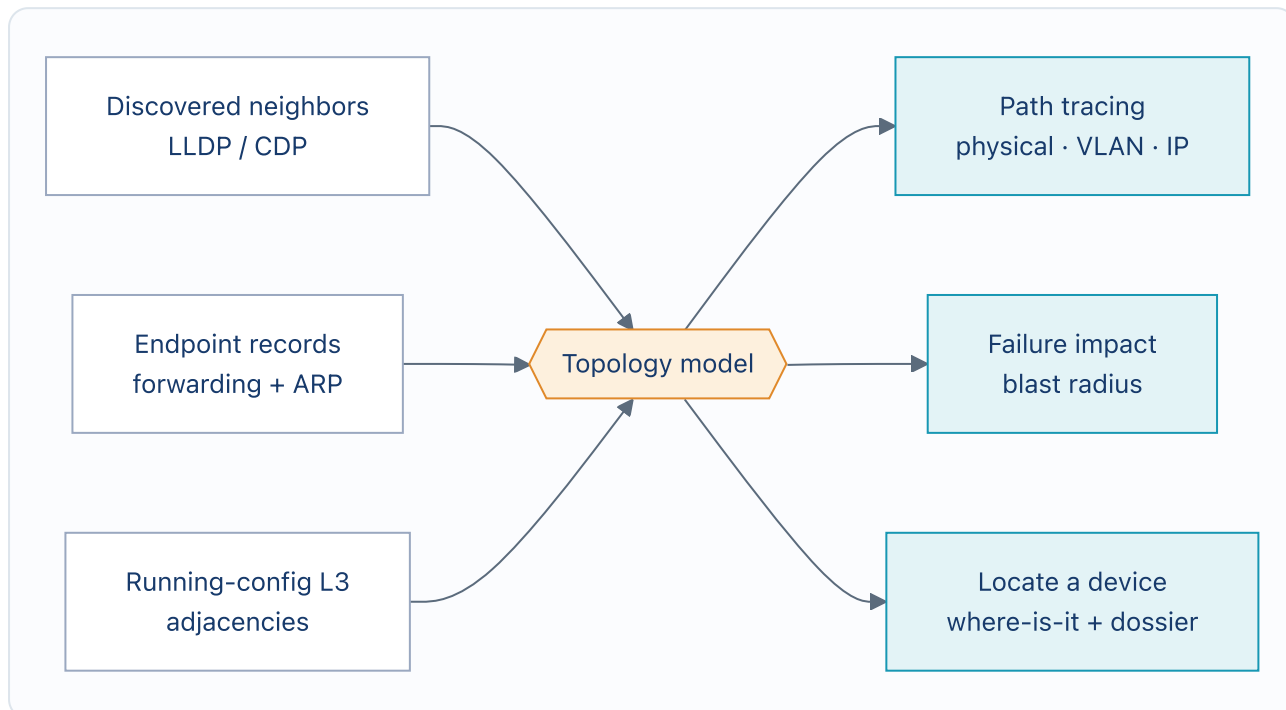 Discovered neighbors
LLDP / CDP
Path tracing
physical · VLAN · IP
Endpoint records
forwarding + ARP
Topology model
Failure impact
blast radius
Running-config L3
adjacencies
Locate a device
where-is-it + dossier